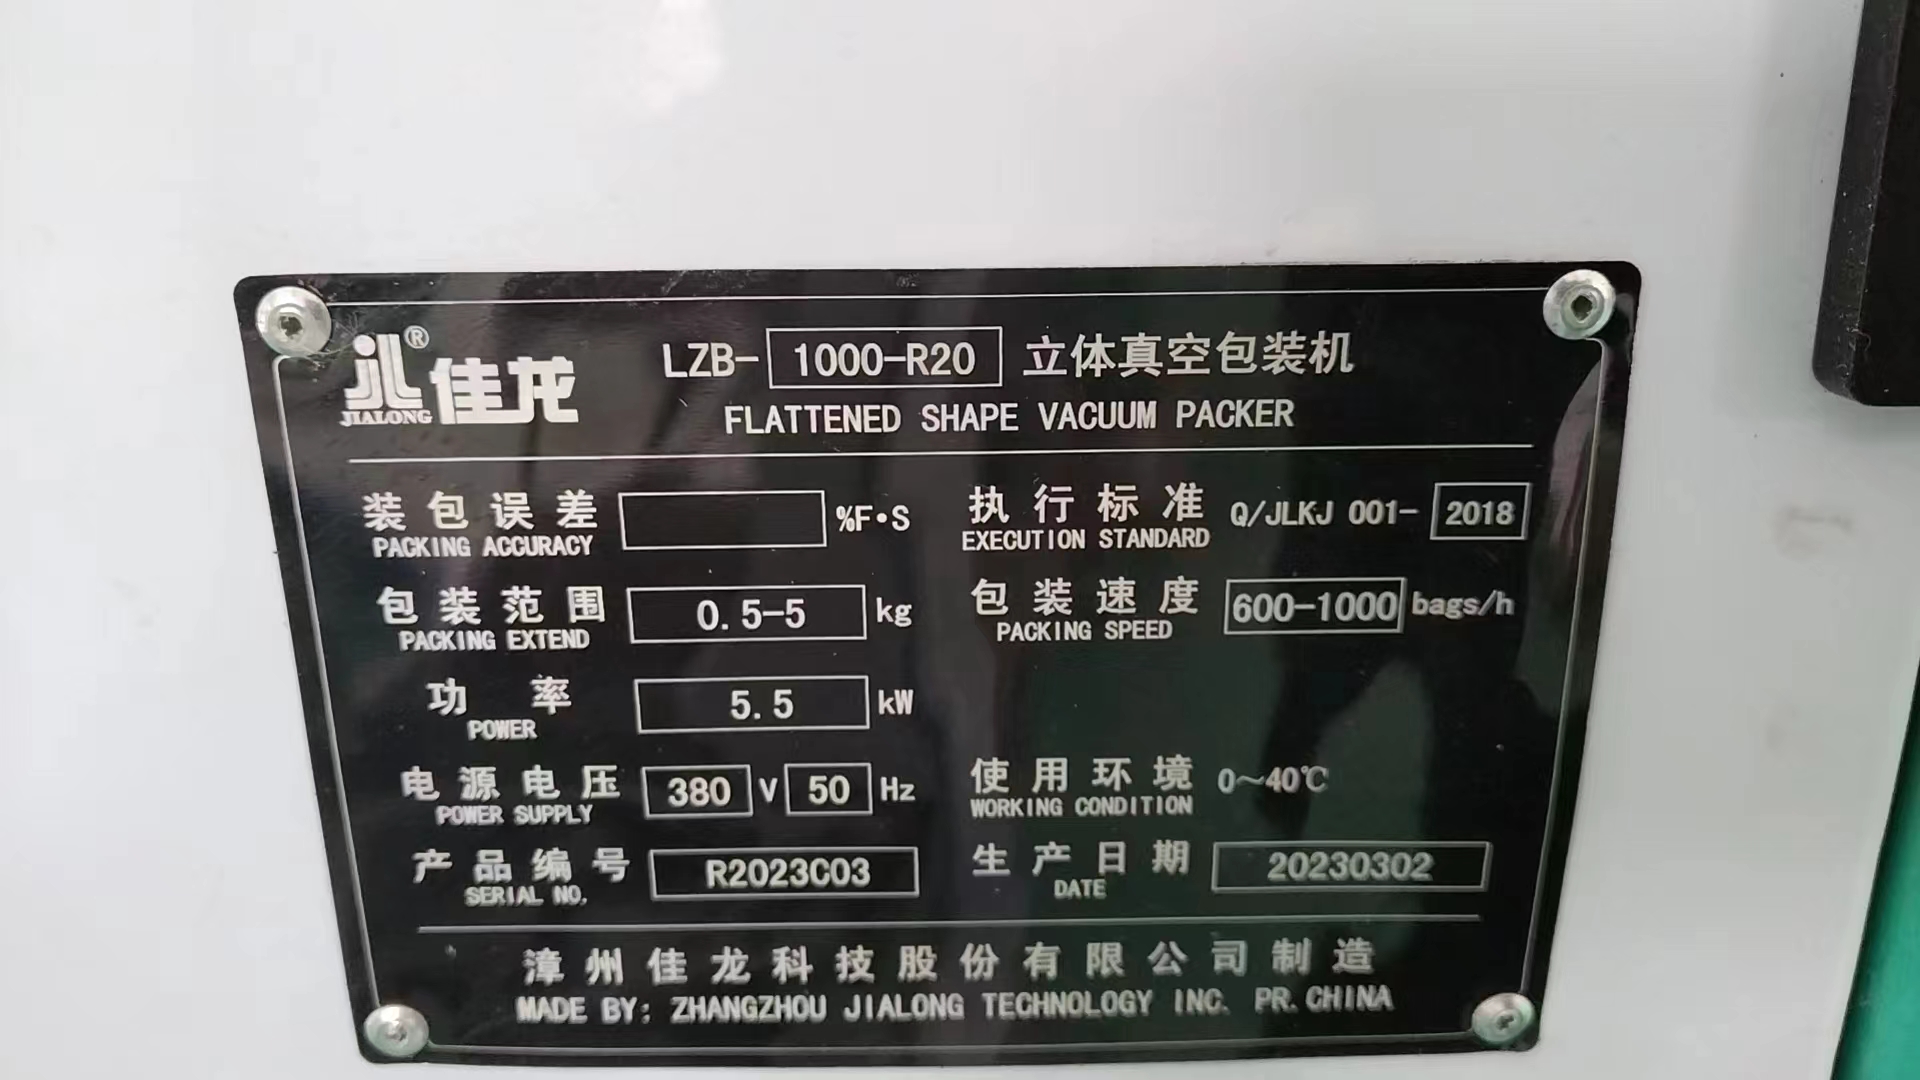 JL® 佳龙
JIALONG
LZB- 1000-R20 立体真空包装机
FLATTENED SHAPE VACUUM PACKER
装包误差 %F·S
PACKING ACCURACY
执行标准 Q/JLKJ 001- 2018
EXECUTION STANDARD
包装范围 0.5-5 kg
PACKING EXTEND
包装速度 600-1000 bags/h
PACKING SPEED
功率 5.5 kW
POWER
电源电压 380 V 50 Hz
POWER SUPPLY
使用环境 0～40℃
WORKING CONDITION
产品编号 R2023C03
SERIAL NO.
生产日期 20230302
DATE
漳州佳龙科技股份有限公司制造
MADE BY: ZHANGZHOU JIALONG TECHNOLOGY INC. PR.CHINA